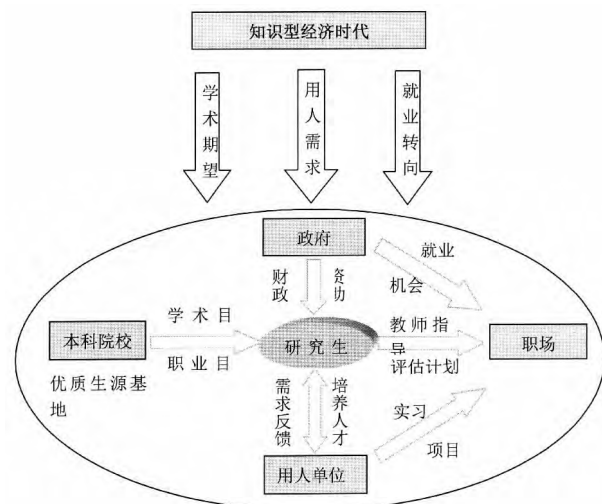 知识型经济时代
学术期望
用人需求
就业转向
政府
就业
机会
财政
资助
本科院校
优质生源基
地
学术目
职业目
研究生
教师指
导
评估计划
职场
需求反馈
培养人才
实习
项目
用人单位